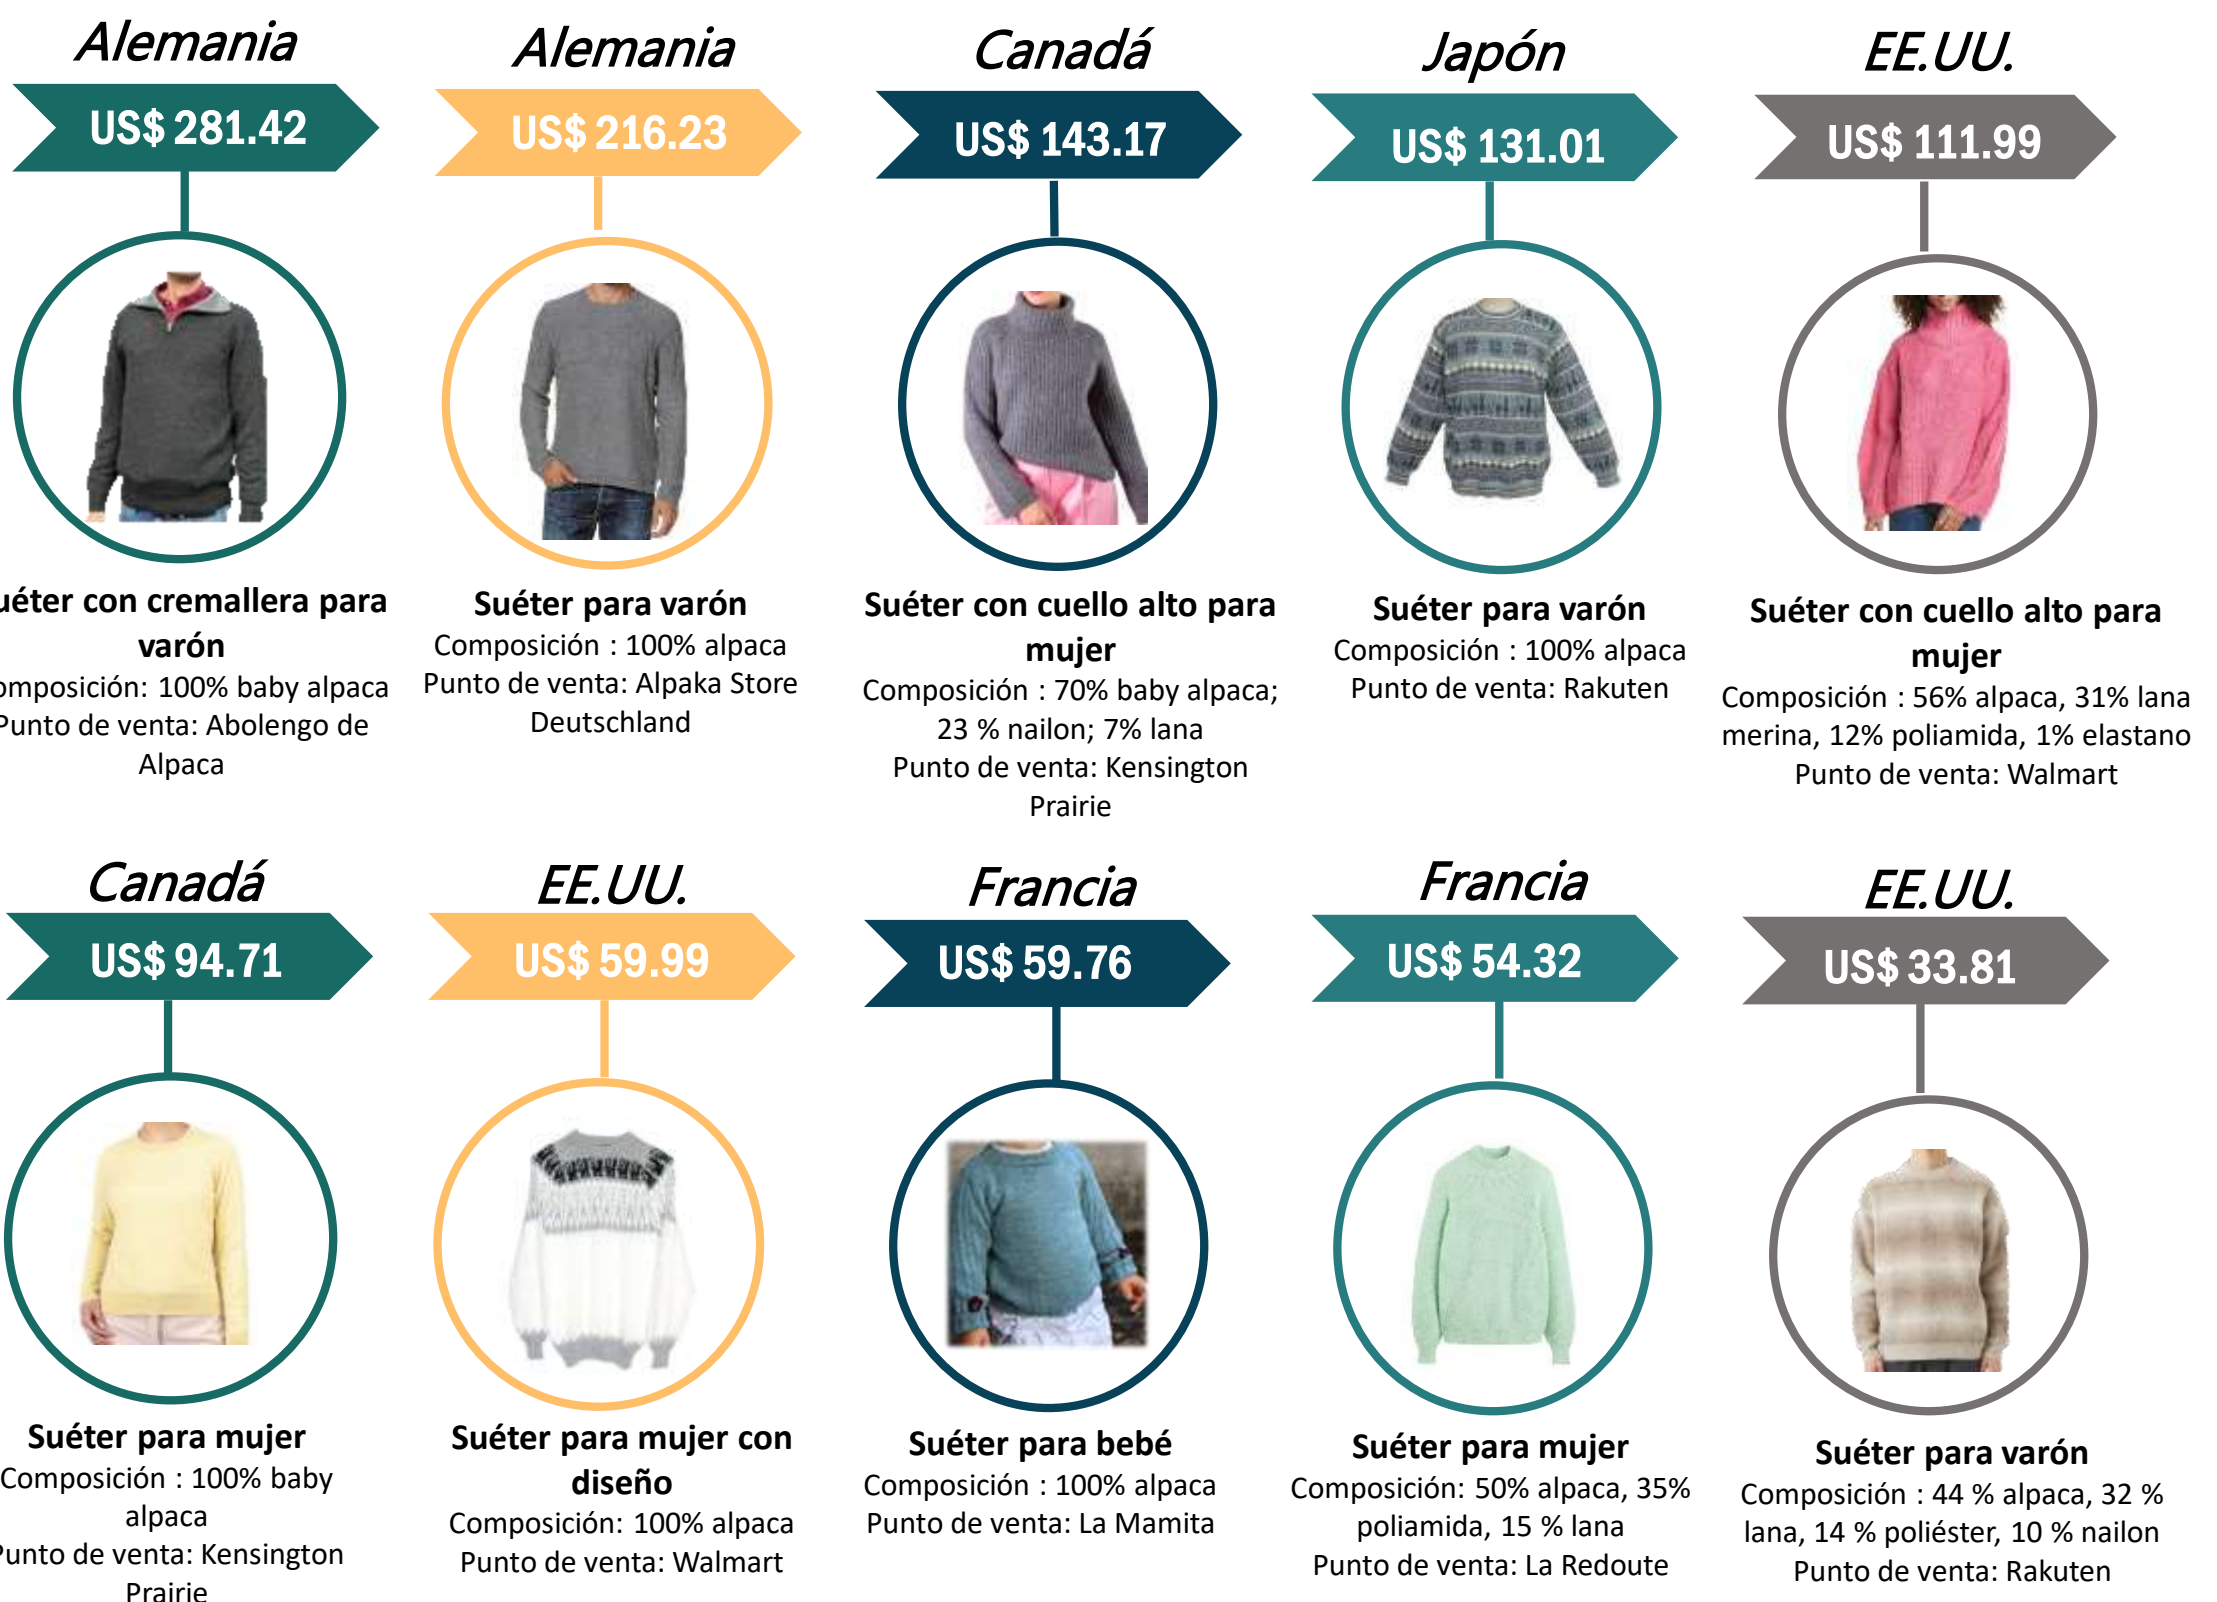 Alemania
US$ 281.42
uéter con cremallera para
varón
omposición: 100% baby alpaca
Punto de venta: Abolengo de
Alpaca
Alemania
US$ 216.23
Suéter para varón
Composición : 100% alpaca
Punto de venta: Alpaka Store
Deutschland
Canadá
US$ 143.17
Suéter con cuello alto para
mujer
Composición : 70% baby alpaca;
23 % nailon; 7% lana
Punto de venta: Kensington
Prairie
Japón
US$ 131.01
Suéter para varón
Composición : 100% alpaca
Punto de venta: Rakuten
EE.UU.
US$ 111.99
Suéter con cuello alto para
mujer
Composición : 56% alpaca, 31% lana
merina, 12% poliamida, 1% elastano
Punto de venta: Walmart
Canadá
US$ 94.71
Suéter para mujer
Composición : 100% baby
alpaca
Punto de venta: Kensington
Prairie
EE.UU.
US$ 59.99
Suéter para mujer con
diseño
Composición: 100% alpaca
Punto de venta: Walmart
Francia
US$ 59.76
Suéter para bebé
Composición : 100% alpaca
Punto de venta: La Mamita
Francia
US$ 54.32
Suéter para mujer
Composición: 50% alpaca, 35%
poliamida, 15 % lana
Punto de venta: La Redoute
EE.UU.
US$ 33.81
Suéter para varón
Composición : 44 % alpaca, 32 %
lana, 14 % poliéster, 10 % nailon
Punto de venta: Rakuten